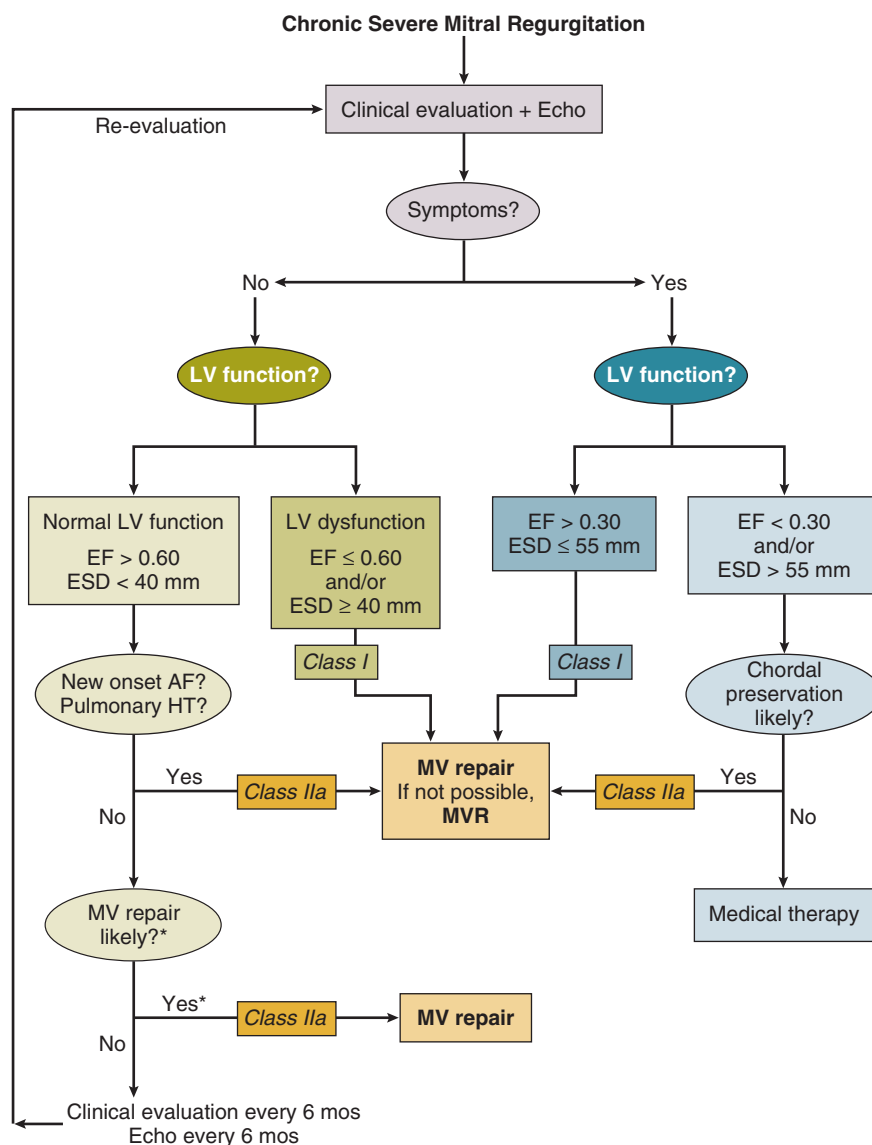 Chronic Severe Mitral Regurgitation
Re-evaluation
Clinical evaluation + Echo
Symptoms?
No
Yes
LV function?
LV function?
Normal LV function
EF > 0.60
ESD < 40 mm
LV dysfunction
EF ≤ 0.60
and/or
ESD ≥ 40 mm
EF > 0.30
ESD ≤ 55 mm
EF < 0.30
and/or
ESD > 55 mm
Class I
Class I
New onset AF?
Pulmonary HT?
Chordal
preservation
likely?
Yes
Class IIa
MV repair
If not possible,
MVR
Class IIa
Yes
No
No
MV repair
likely?*
Medical therapy
Yes*
Class IIa
MV repair
No
Clinical evaluation every 6 mos
Echo every 6 mos